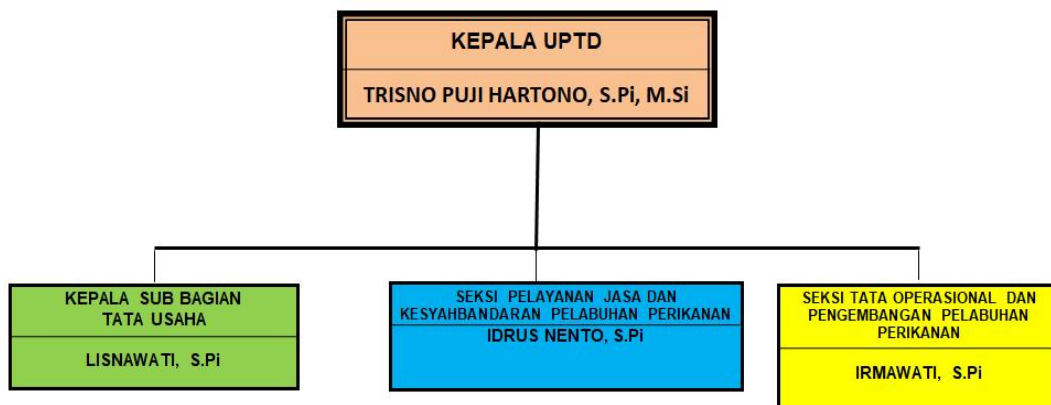 KEPALA UPTD
TRISNO PUJI HARTONO, S.Pi, M.Si
KEPALA SUB BAGIAN
TATA USAHA
LISNAWATI, S.Pi
SEKSI PELAYANAN JASA DAN
KESYAHBANDARAN PELABUHAN PERIKANAN
IDRUS NENTO, S.Pi
SEKSI TATA OPERASIONAL DAN
PENGEMBANGAN PELABUHAN
PERIKANAN
IRMAWATI, S.Pi